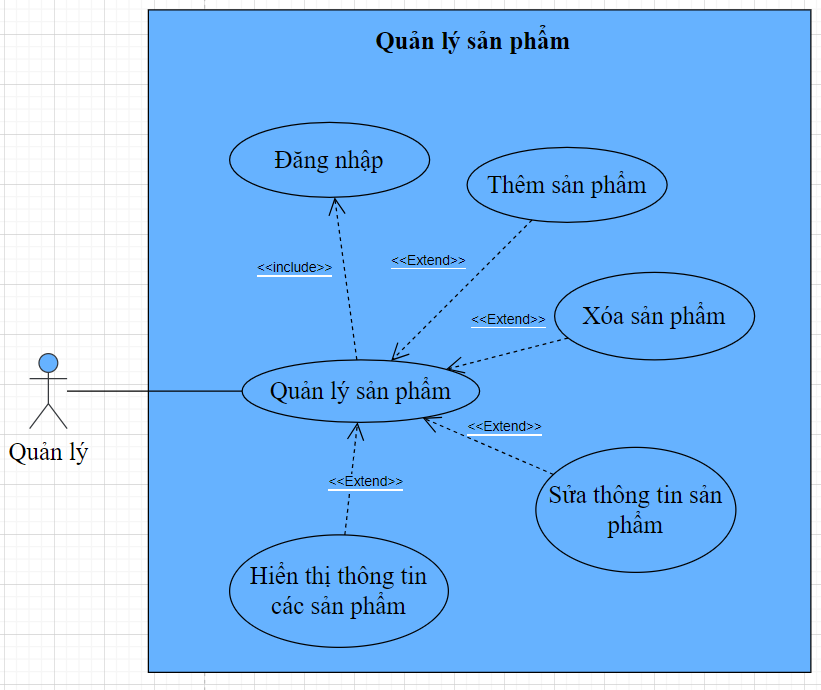 Quản lý sản phẩm
Đăng nhập
Thêm sản phẩm
<<include>>
<<Extend>>
<<Extend>>
Xóa sản phẩm
Quản lý sản phẩm
Quản lý
<<Extend>>
<<Extend>>
Sửa thông tin sản
phẩm
Hiển thị thông tin
các sản phẩm